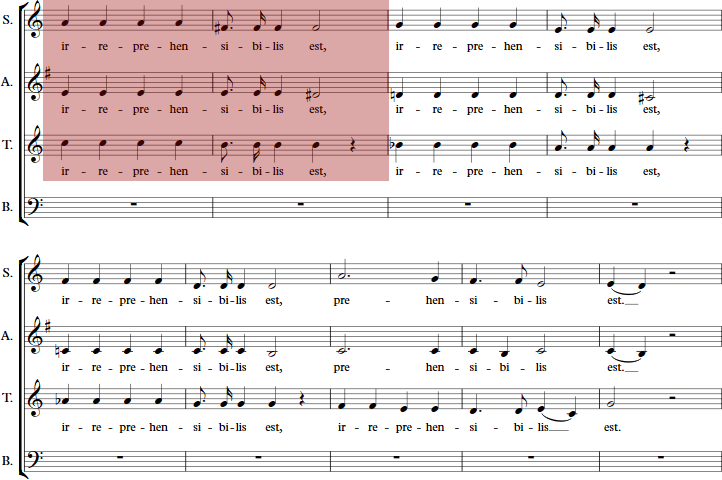 S.
ir – re – pre – hen – si – bi – lis est, ir – re – pre – hen – si – bi – lis est,
A.
ir – re – pre – hen – si – bi – lis est, ir – re – pre – hen – si – bi – lis est,
T.
ir – re – pre – hen – si – bi – lis est, ir – re – pre – hen – si – bi – lis est,
B.
S.
ir – re – pre – hen – si – bi – lis est, pre – hen – si – bi – lis est.
A.
ir – re – pre – hen – si – bi – lis est, pre – hen – si – bi – lis est.
T.
ir – re – pre – hen – si – bi – lis est, ir – re – pre – hen – si – bi – lis est.
B.